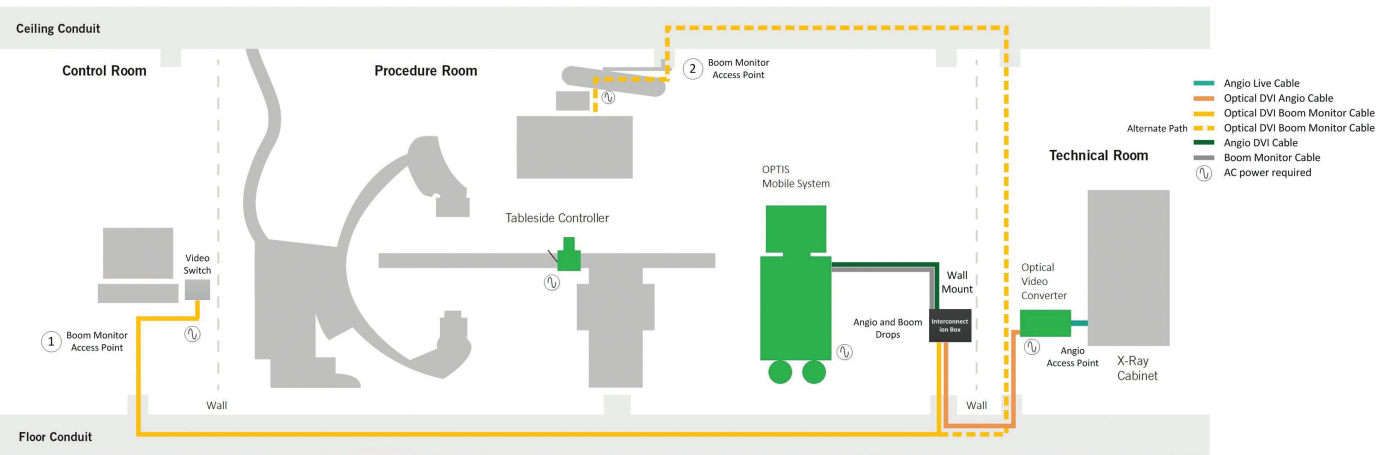 Ceiling Conduit
Control Room
Procedure Room
2
Boom Monitor
Access Point
Angio Live Cable
Optical DVI Angio Cable
Optical DVI Boom Monitor Cable
Alternate Path
Optical DVI Boom Monitor Cable
Angio DVI Cable
Boom Monitor Cable
AC power required
Technical Room
OPTIS
Mobile System
Tableside Controller
Video
Switch
Wall
Mount
Optical
Video
Converter
1
Boom Monitor
Access Point
Angio and Boom
Drops
Interconnect
ion Box
Angio
Access Point
X-Ray
Cabinet
Wall
Wall
Floor Conduit